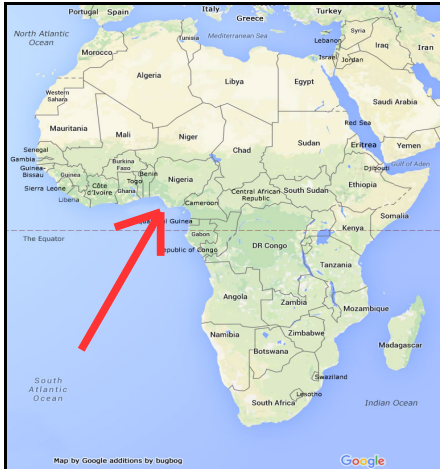 Portugal Spain
Italy
Greece
Turkey
North Atlantic
Ocean
Mediterranean Sea
Tunisia
Lebanon
Syria
Iraq
Iran
Israel
Jordan
Morocco
Algeria
Libya
Egypt
Western
Sahara
Saudi Arabia
Mauritania
Mali
Niger
Chad
Sudan
Red Sea
Eritrea
Yemen
Gulf of Aden
Djibouti
Senegal
Gambia
Guinea-
Bissau
Guinea
Sierra Leone
Liberia
Burkina
Faso
Côte
d'Ivoire
Ghana
Togo
Benin
Nigeria
Cameroon
Central African
Republic
South Sudan
Ethiopia
Somalia
Guinea
Gabon
Republic of Congo
The Equator
DR Congo
Kenya
Tanzania
Angola
Zambia
Mozambique
Namibia
Zimbabwe
Botswana
Madagascar
Swaziland
Lesotho
South Africa
South
Atlantic
Ocean
Indian Ocean
Map by Google additions by bugbog
Google